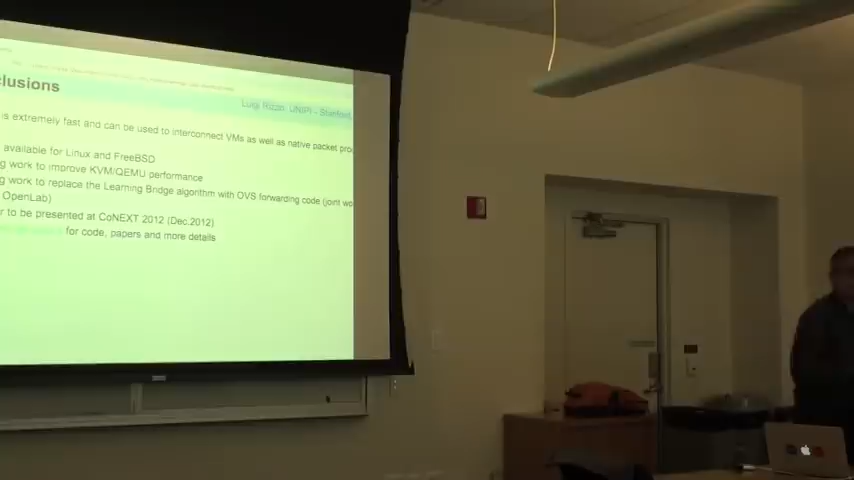 clusions
Luigi Rizzo, UNIPI - Stanford,
is extremely fast and can be used to interconnect VMs as well as native packet pro
available for Linux and FreeBSD
g work to improve KVM/QEMU performance
g work to replace the Learning Bridge algorithm with OVS forwarding code (joint wo
OpenLab)
r to be presented at CoNEXT 2012 (Dec.2012)
for code, papers and more details